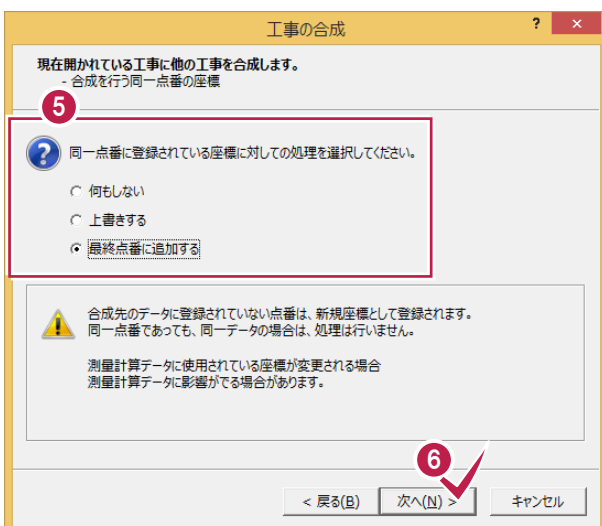 工事の合成
? ×
現在開かれている工事に他の工事を合成します。
- 合成を行う同一点番の座標
5
同一点番に登録されている座標に対しての処理を選択してください。
何もしない
上書きする
最終点番に追加する
合成先のデータに登録されていない点番は、新規座標として登録されます。
同一点番であっても、同一データの場合は、処理は行いません。
測量計算データに使用されている座標が変更される場合
測量計算データに影響がでる場合があります。
6
< 戻る(B) 次へ(N) > キャンセル